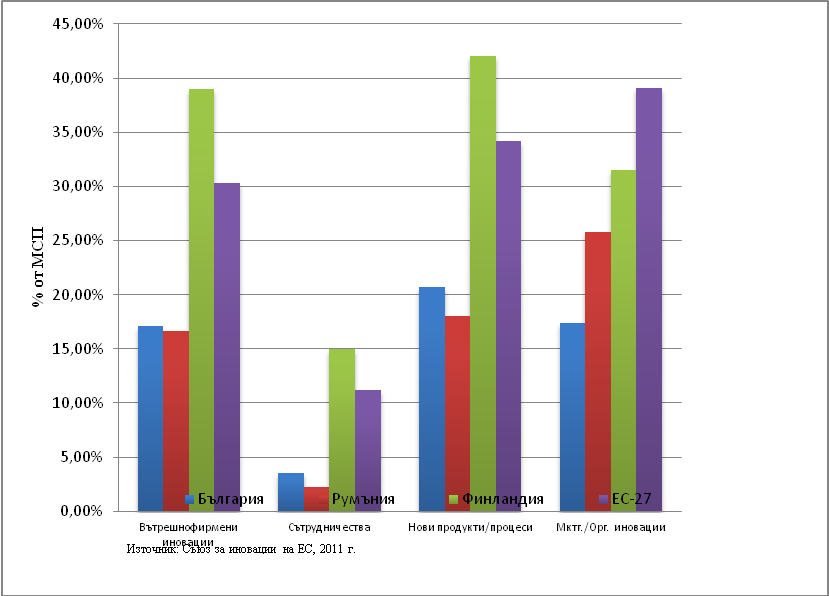 45,00%
40,00%
35,00%
30,00%
25,00%
20,00%
15,00%
10,00%
5,00%
0,00%
% от МСП
България
Румъния
Финландия
ЕС-27
Вътрешнофирмени
иновации
Сътрудничества
Нови продукти/процеси
Мктг./Орг. иновации
Източник: Съюз за иновации на ЕС, 2011 г.